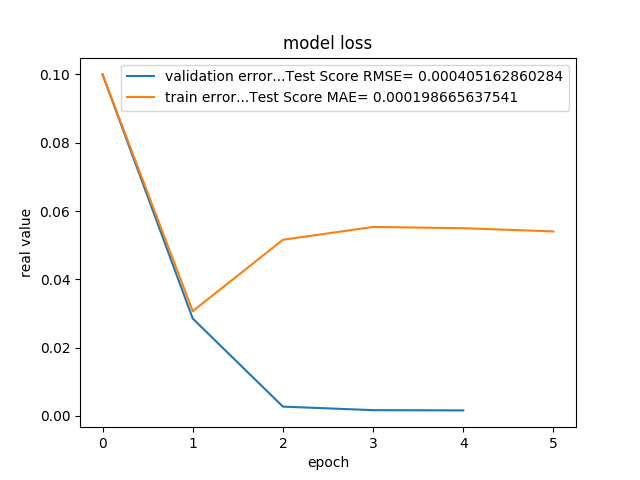 model loss
validation error...Test Score RMSE= 0.000405162860284
train error...Test Score MAE= 0.000198665637541
real value
0.10
0.08
0.06
0.04
0.02
0.00
0 1 2 3 4 5
epoch